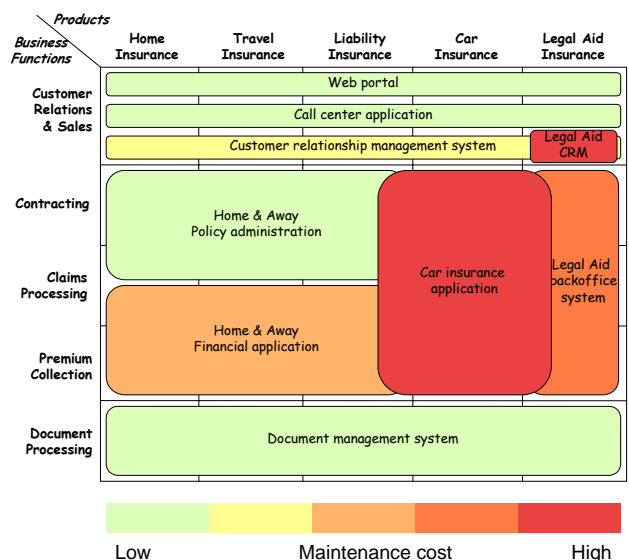 Products
Business
Functions
Home
Insurance
Travel
Insurance
Liability
Insurance
Car
Insurance
Legal Aid
Insurance
Customer
Relations
& Sales
Web portal
Call center application
Customer relationship management system
Legal Aid
CRM
Contracting
Home & Away
Policy administration
Claims
Processing
Car insurance
application
Legal Aid
backoffice
system
Home & Away
Financial application
Premium
Collection
Document
Processing
Document management system
Low
Maintenance cost
High